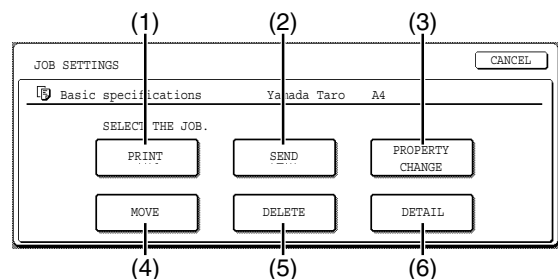 (1) (2) (3)
JOB SETTINGS CANCEL
Basic specifications Yamada Taro A4
SELECT THE JOB.
PRINT SEND PROPERTY CHANGE
MOVE DELETE DETAIL
(4) (5) (6)